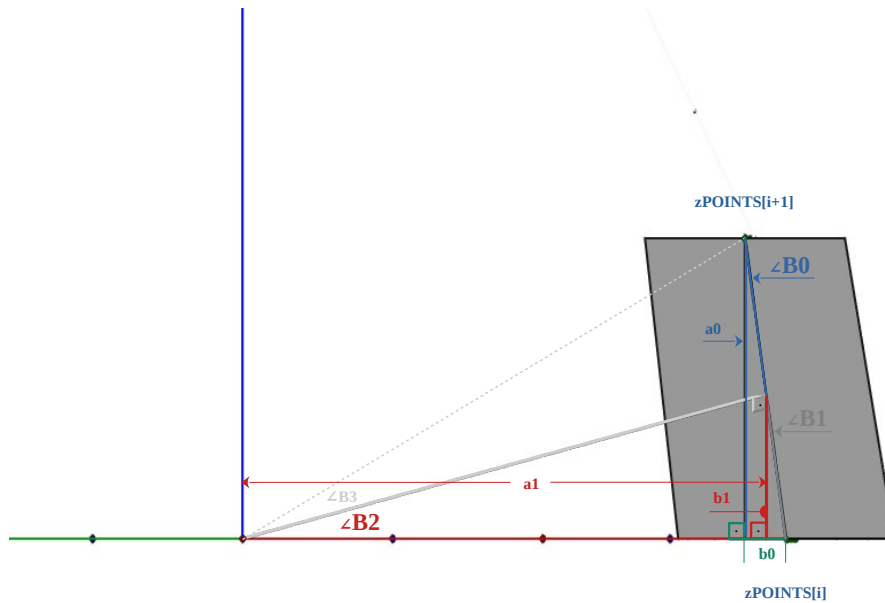 zPOINTS[i+1]
∠B0
a0
∠B1
a1
∠B3
b1
∠B2
b0
zPOINTS[i]